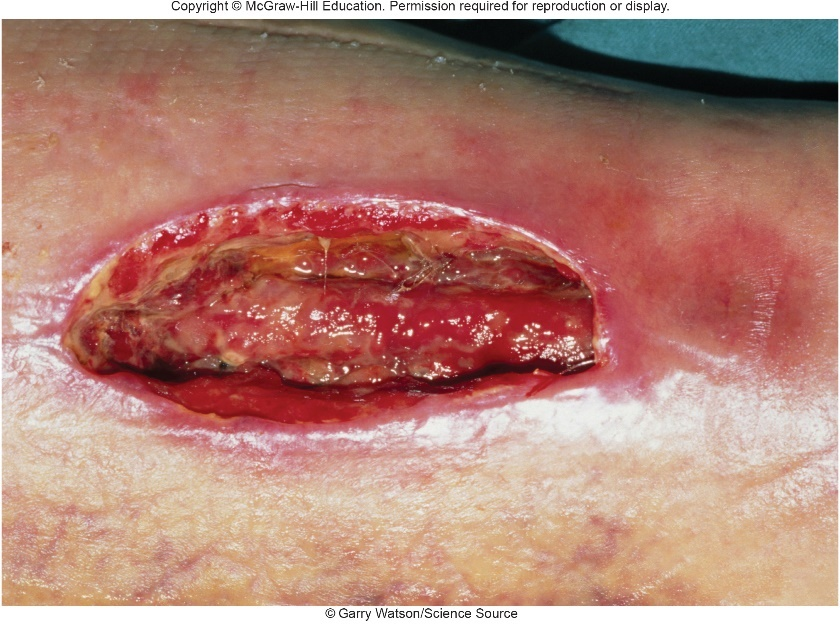 Copyright © McGraw-Hill Education. Permission required for reproduction or display.
© Garry Watson/Science Source